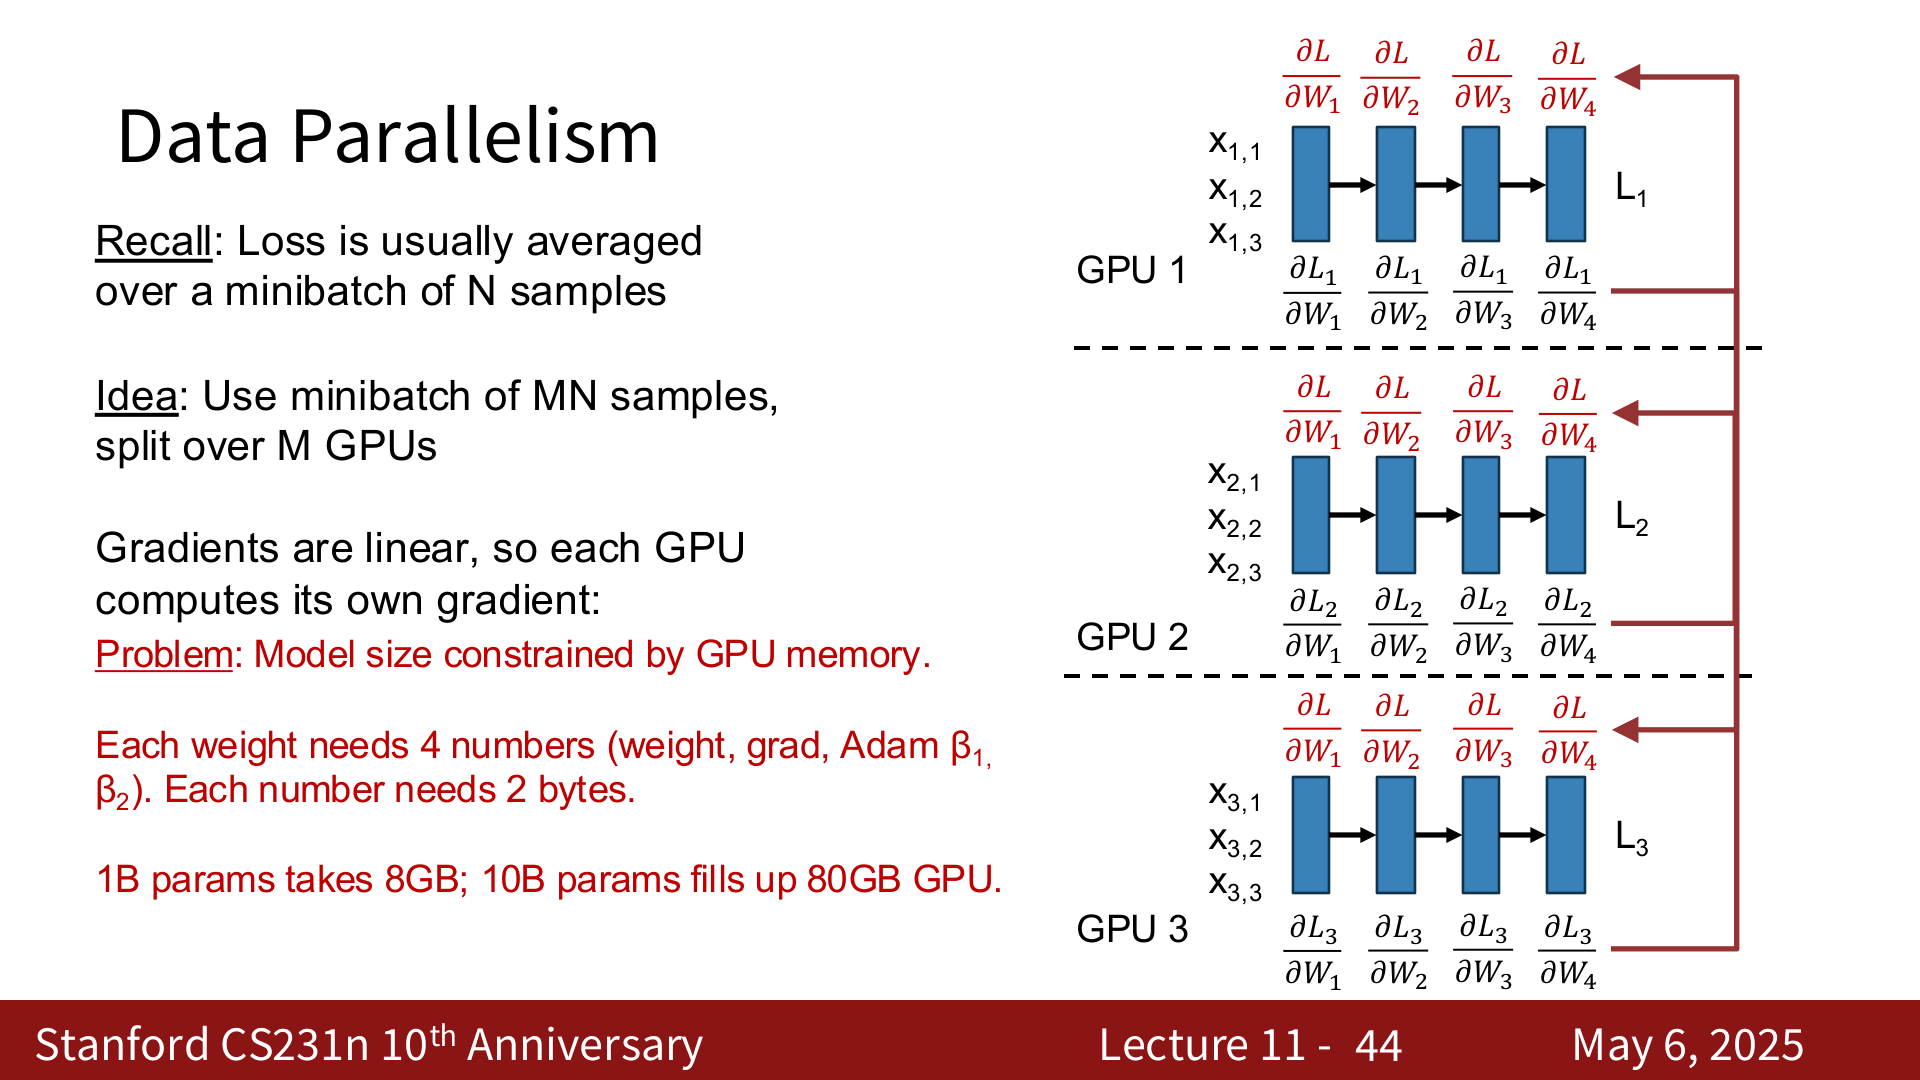 Data Parallelism
Recall: Loss is usually averaged
over a minibatch of N samples
Idea: Use minibatch of MN samples,
split over M GPUs
Gradients are linear, so each GPU
computes its own gradient:
Problem: Model size constrained by GPU memory.
Each weight needs 4 numbers (weight, grad, Adam β₁,
β₂). Each number needs 2 bytes.
1B params takes 8GB; 10B params fills up 80GB GPU.
∂L/∂W₁ ∂L/∂W₂ ∂L/∂W₃ ∂L/∂W₄
x₁,₁
x₁,₂
x₁,₃
L₁
GPU 1
∂L₁/∂W₁ ∂L₁/∂W₂ ∂L₁/∂W₃ ∂L₁/∂W₄
∂L/∂W₁ ∂L/∂W₂ ∂L/∂W₃ ∂L/∂W₄
x₂,₁
x₂,₂
x₂,₃
L₂
GPU 2
∂L₂/∂W₁ ∂L₂/∂W₂ ∂L₂/∂W₃ ∂L₂/∂W₄
∂L/∂W₁ ∂L/∂W₂ ∂L/∂W₃ ∂L/∂W₄
x₃,₁
x₃,₂
x₃,₃
L₃
GPU 3
∂L₃/∂W₁ ∂L₃/∂W₂ ∂L₃/∂W₃ ∂L₃/∂W₄
Stanford CS231n 10th Anniversary
Lecture 11 - 44
May 6, 2025